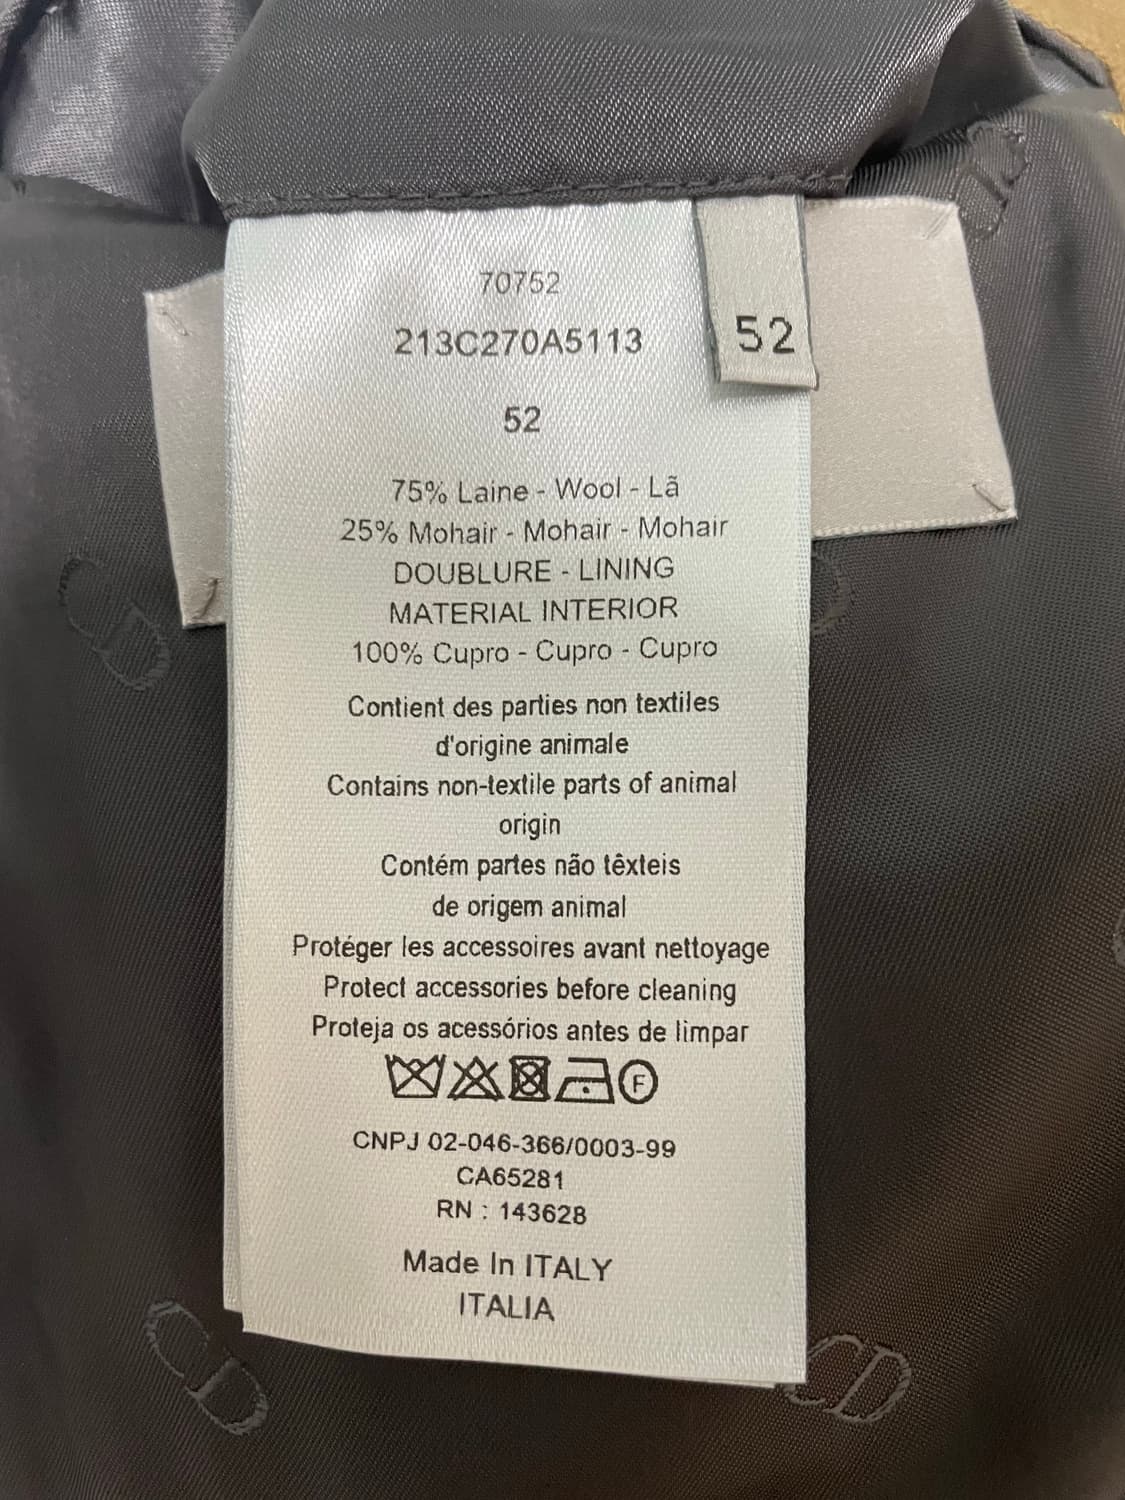 70752
213C270A5113
52
52
75% Laine - Wool - Lã
25% Mohair - Mohair - Mohair
DOUBLURE - LINING
MATERIAL INTERIOR
100% Cupro - Cupro - Cupro
Contient des parties non textiles
d'origine animale
Contains non-textile parts of animal
origin
Contém partes não têxteis
de origem animal
Protéger les accessoires avant nettoyage
Protect accessories before cleaning
Proteja os acessórios antes de limpar
F
CNPJ 02-046-366/0003-99
CA65281
RN : 143628
Made In ITALY
ITALIA
CD
CD
CD